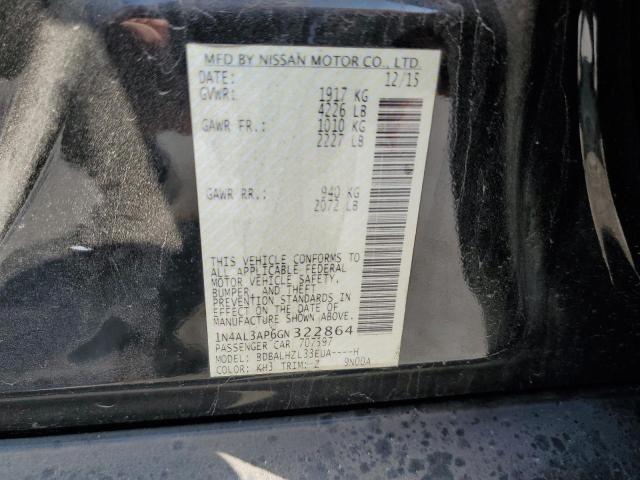 MFD BY NISSAN MOTOR CO., LTD.
DATE: 12/15
GVWR: 1917 KG
4226 LB
GAWR FR.: 1010 KG
2227 LB
GAWR RR.: 940 KG
2072 LB
THIS VEHICLE CONFORMS TO
ALL APPLICABLE FEDERAL
MOTOR VEHICLE SAFETY,
BUMPER, AND THEFT
PREVENTION STANDARDS
IN EFFECT ON THE DATE OF
MANUFACTURE SHOWN ABOVE.
1N4AL3AP6GN322864
PASSENGER CAR 707597
MODEL: BDBALHZL33EUA----H
COLOR: KH3 TRIM: Z 9N00A